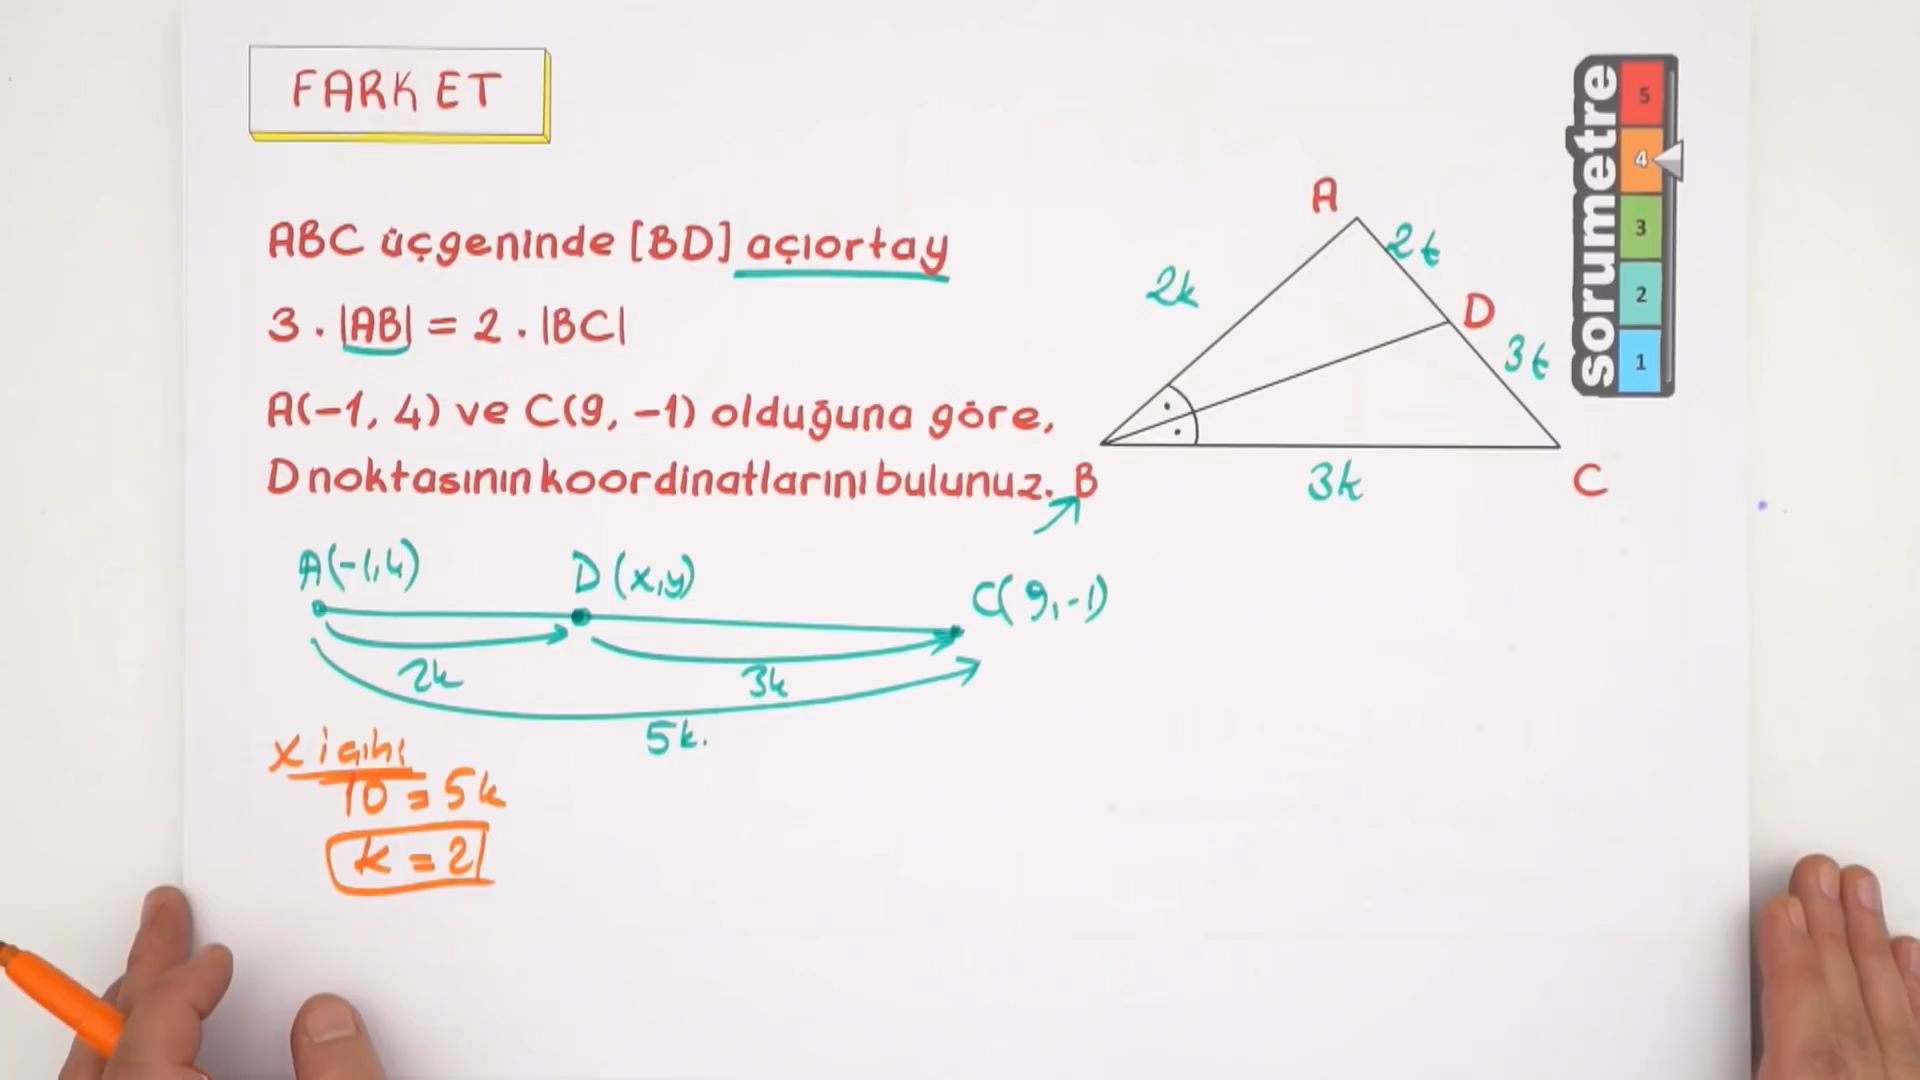 FARK ET
sorumetre
5
4
3
2
1
ABC üçgeninde [BD] açıortay
3 . |AB| = 2 . |BC|
A(-1, 4) ve C(9, -1) olduğuna göre,
D noktasının koordinatlarını bulunuz.
A
2t
2k
D
3t
B
3k
C
A(-1,4)
D(x,y)
C(9,-1)
2k
3k
5k.
x için
10 = 5k
k = 2